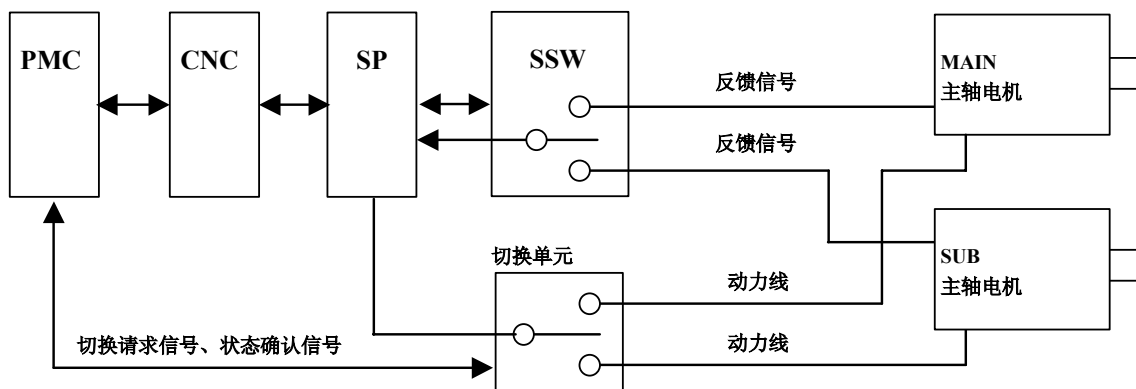 PMC
CNC
SP
SSW
反馈信号
反馈信号
MAIN
主轴电机
SUB
主轴电机
切换单元
动力线
动力线
切换请求信号、状态确认信号